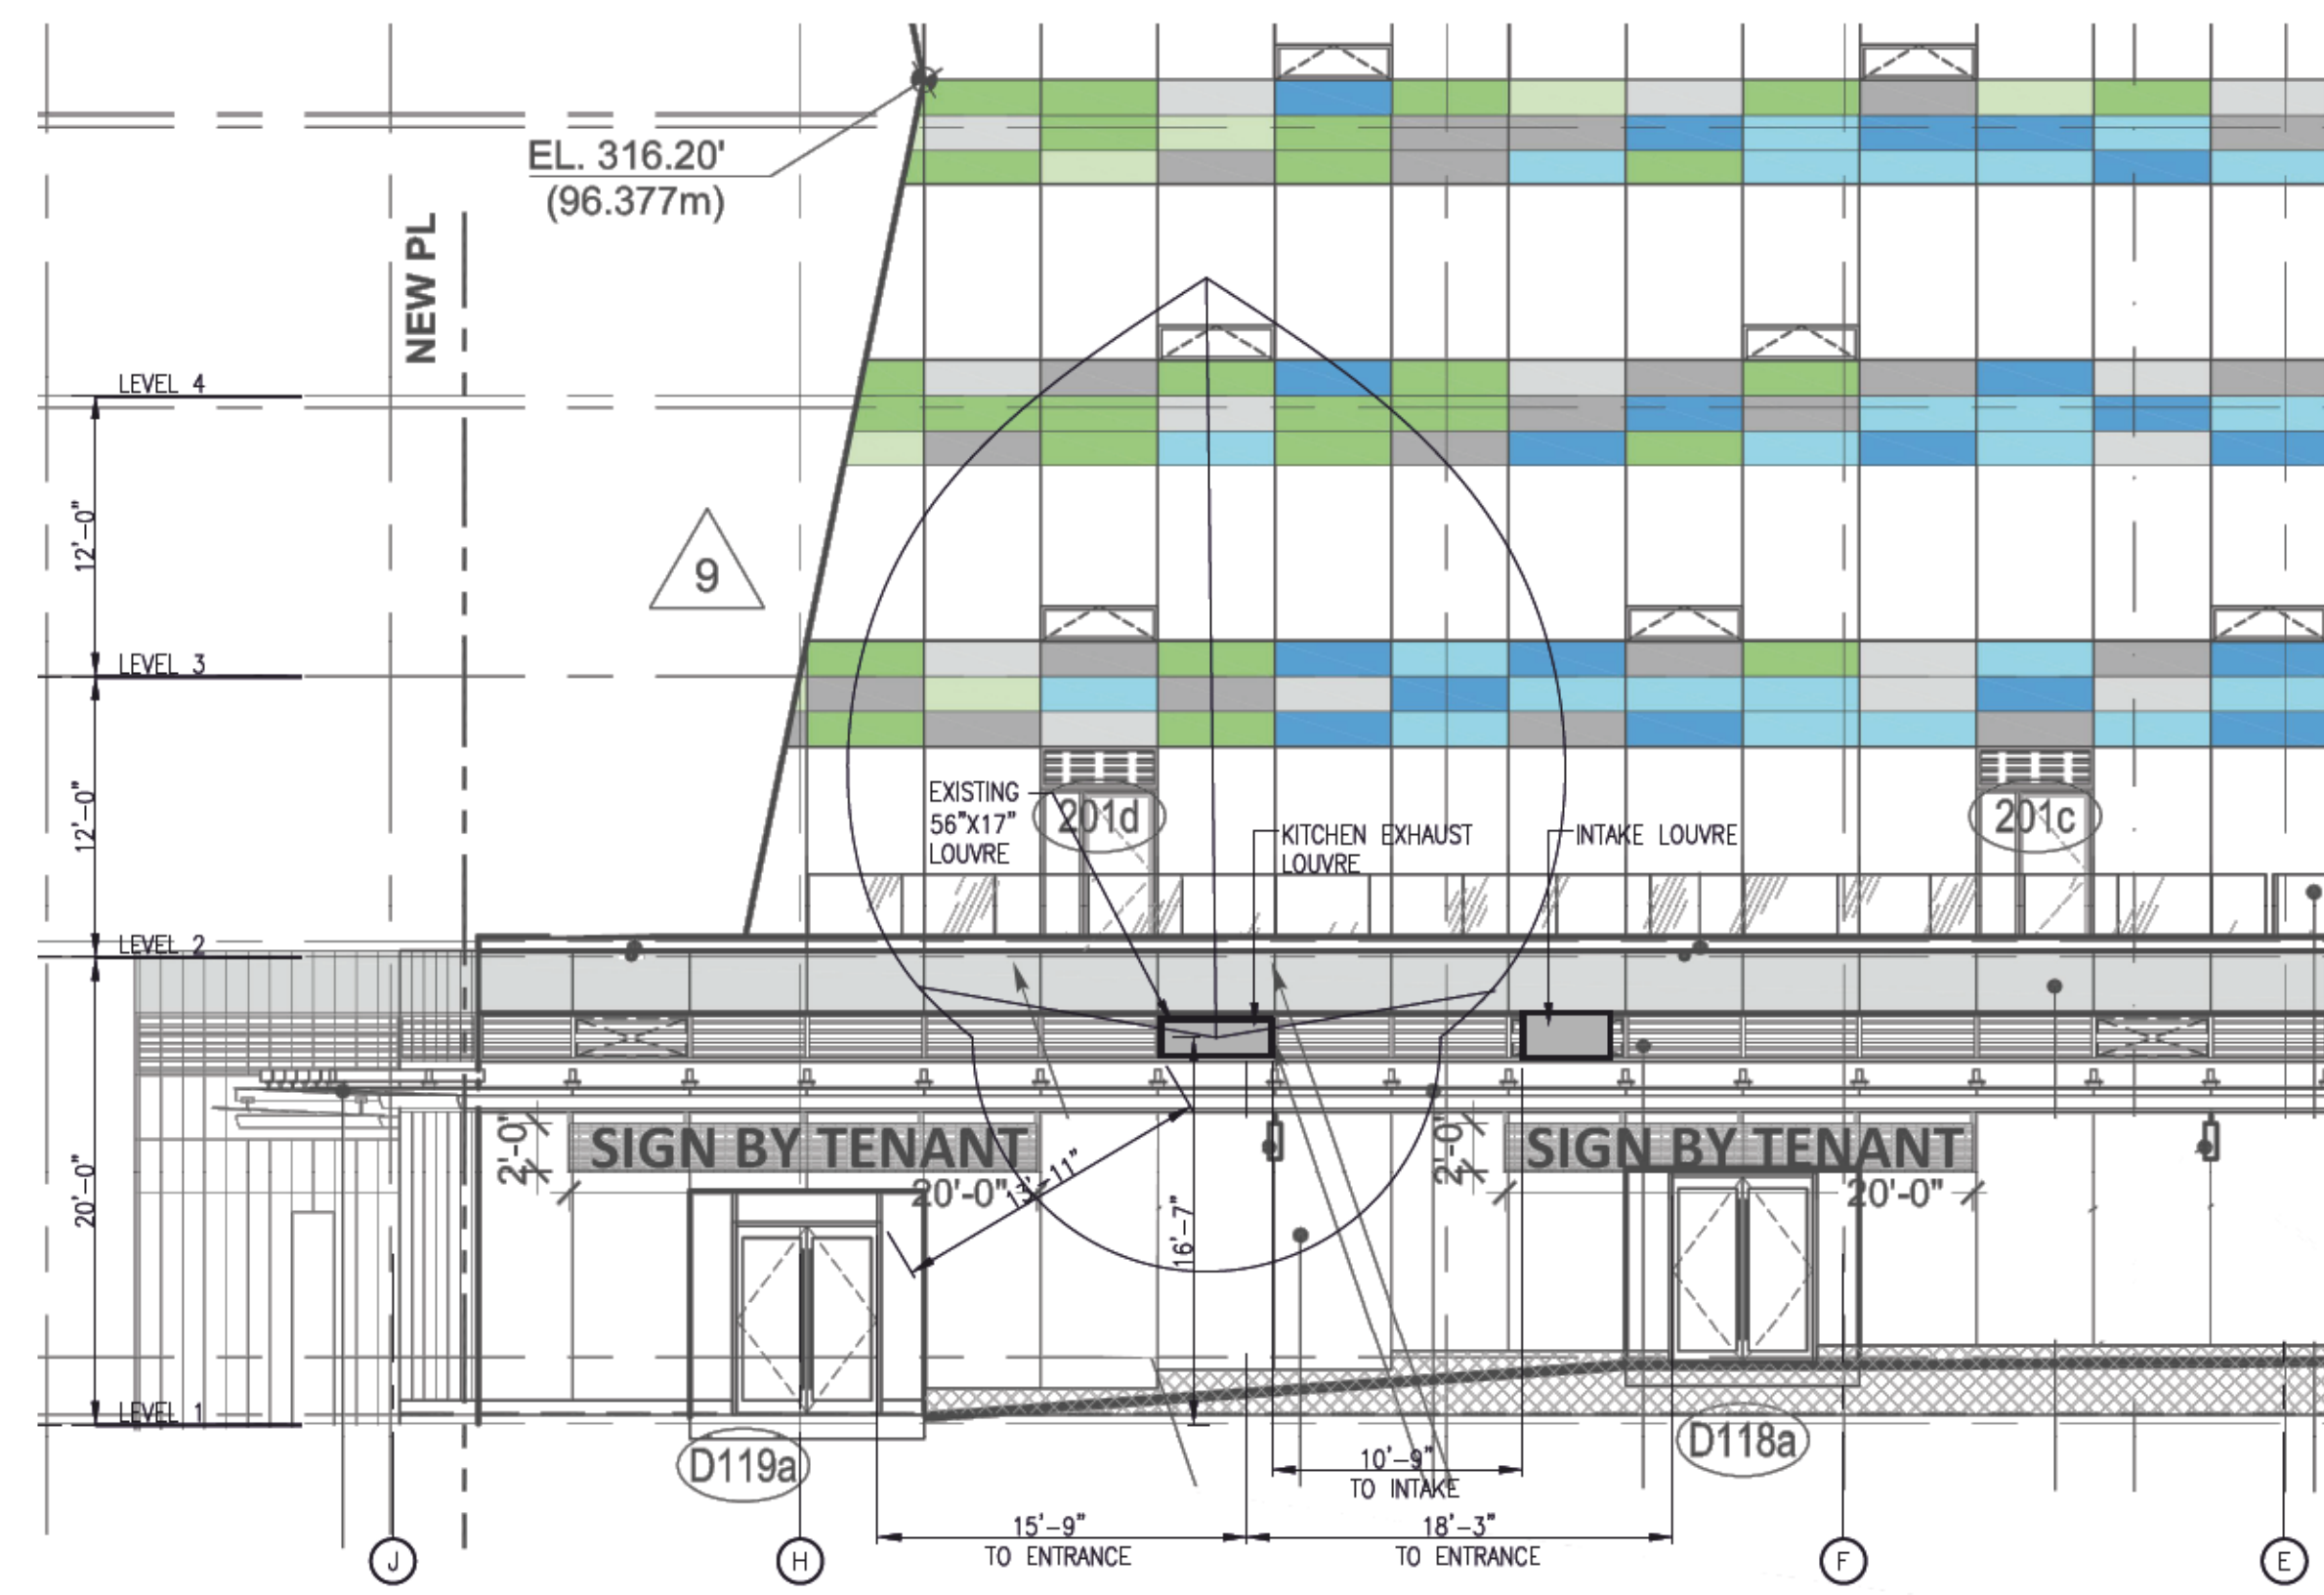 EL. 316.20'
(96.377m)
NEW PL
LEVEL 4
12'-0"
9
LEVEL 3
12'-0"
EXISTING
56"X17"
LOUVRE
201d
KITCHEN EXHAUST
LOUVRE
INTAKE LOUVRE
201c
LEVEL 2
20'-0"
2'-0"
SIGN BY TENANT
20'-0"
13'-11"
16'-7"
2'-0"
SIGN BY TENANT
20'-0"
LEVEL 1
D119a
D118a
10'-9"
TO INTAKE
15'-9"
TO ENTRANCE
18'-3"
TO ENTRANCE
J
H
F
E